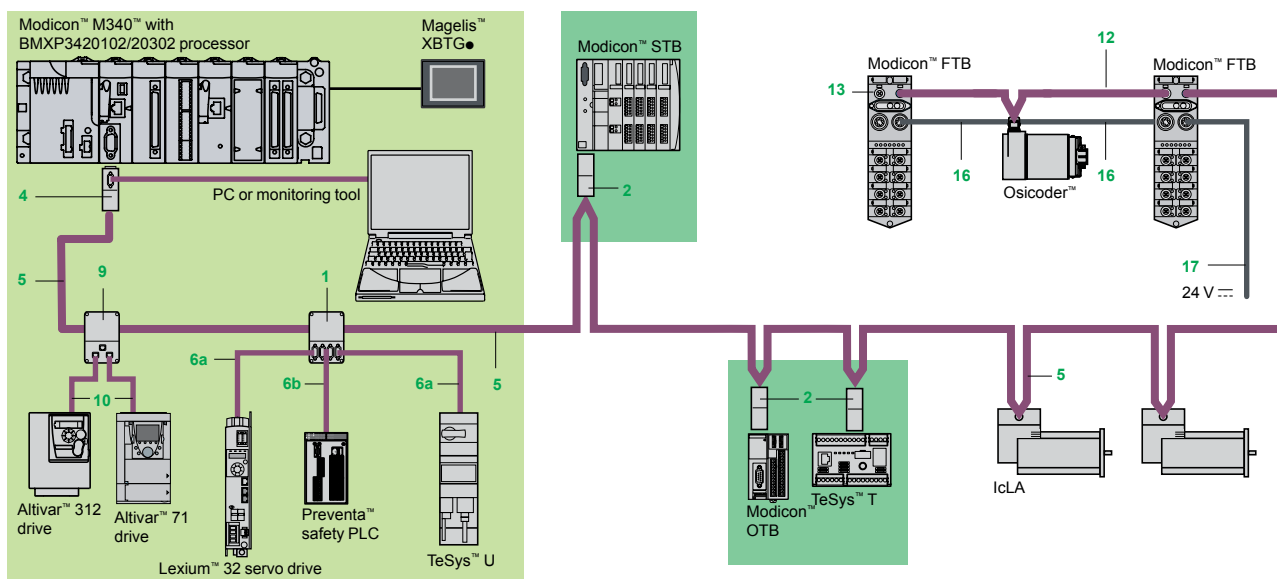 Modicon™ M340™ with
BMXP3420102/20302 processor
Magelis™
XBTG●
4
PC or monitoring tool
5
9
1
6a
6b
6a
5
10
Altivar™ 312
drive
Altivar™ 71
drive
Lexium™ 32 servo drive
Preventa™
safety PLC
TeSys™ U
Modicon™ STB
2
2
Modicon™
OTB
TeSys™ T
Modicon™ FTB
12
Modicon™ FTB
13
16
16
Osicoder™
17
24 V
5
IcLA